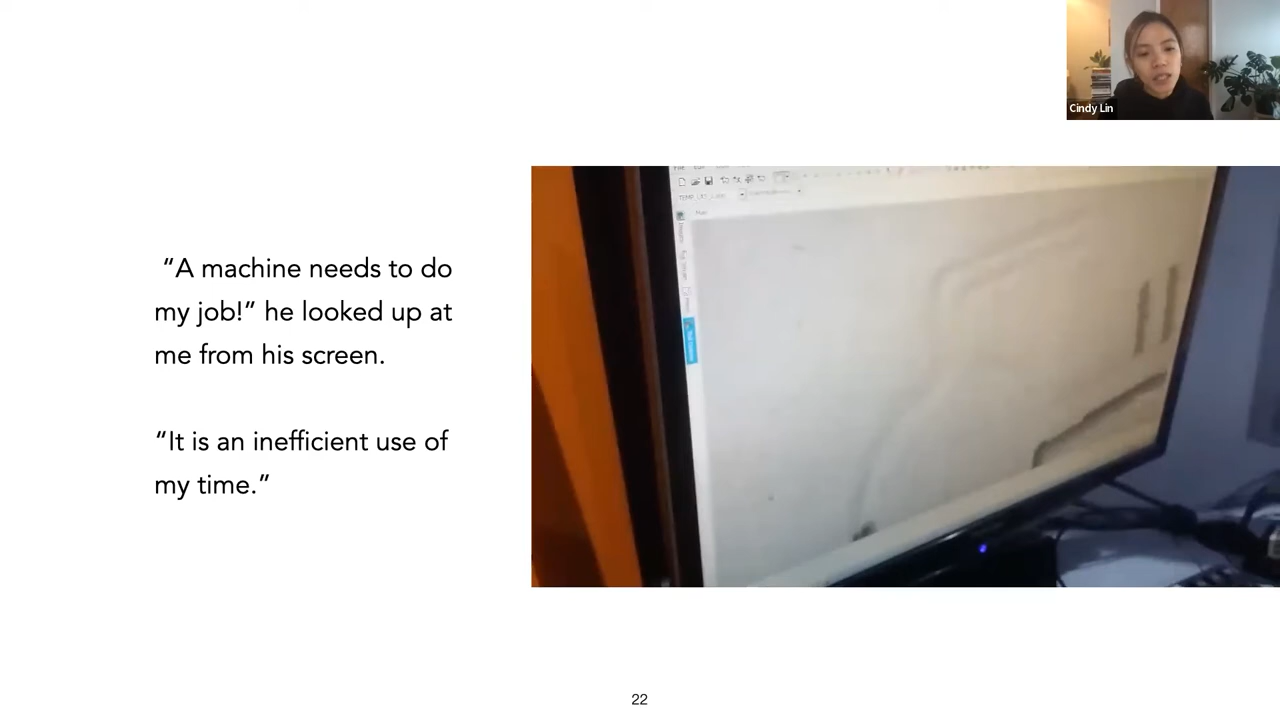 Cindy Lin
“A machine needs to do
my job!” he looked up at
me from his screen.
“It is an inefficient use of
my time.”
22